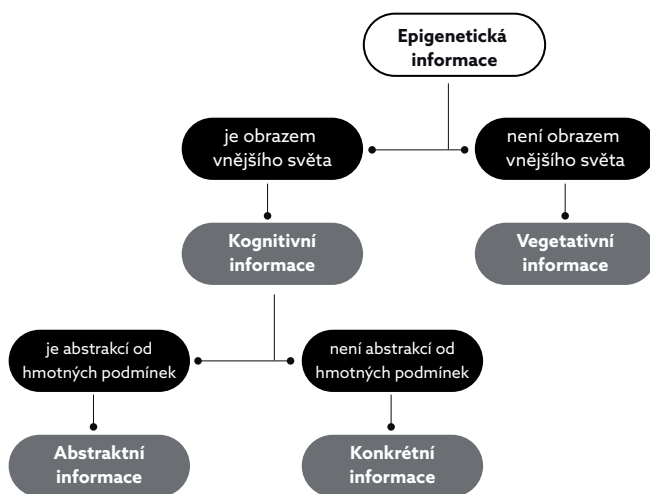 Epigenetická
informace
je obrazem
vnějšího světa
není obrazem
vnějšího světa
Kognitivní
informace
Vegetativní
informace
je abstrakcí od
hmotných podmínek
není abstrakcí od
hmotných podmínek
Abstraktní
informace
Konkrétní
informace